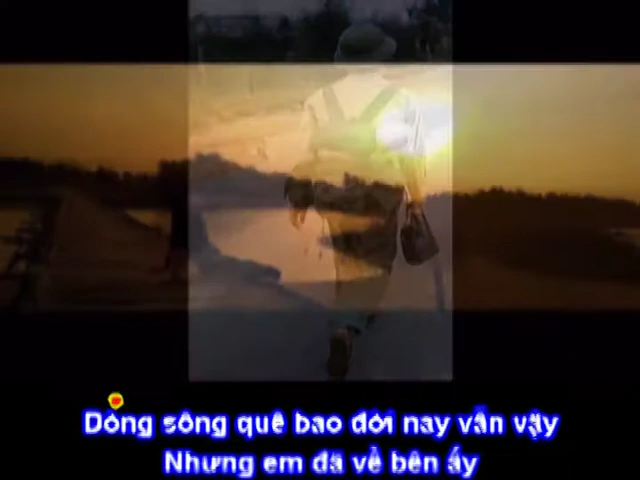 Dòng sông quê bao đời nay vẫn vậy
Nhưng em đã về bên ấy